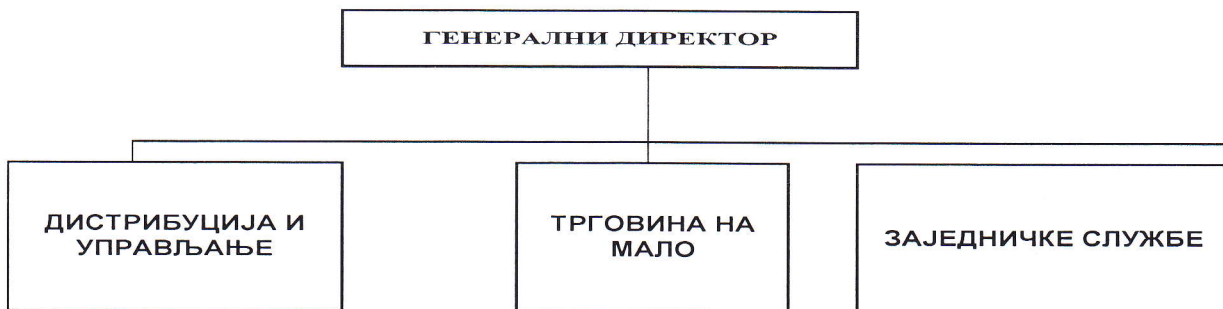 ГЕНЕРАЛНИ ДИРЕКТОР
ДИСТРИБУЦИЈА И
УПРАВЉАЊЕ
ТРГОВИНА НА
МАЛО
ЗАЈЕДНИЧКЕ СЛУЖБЕ